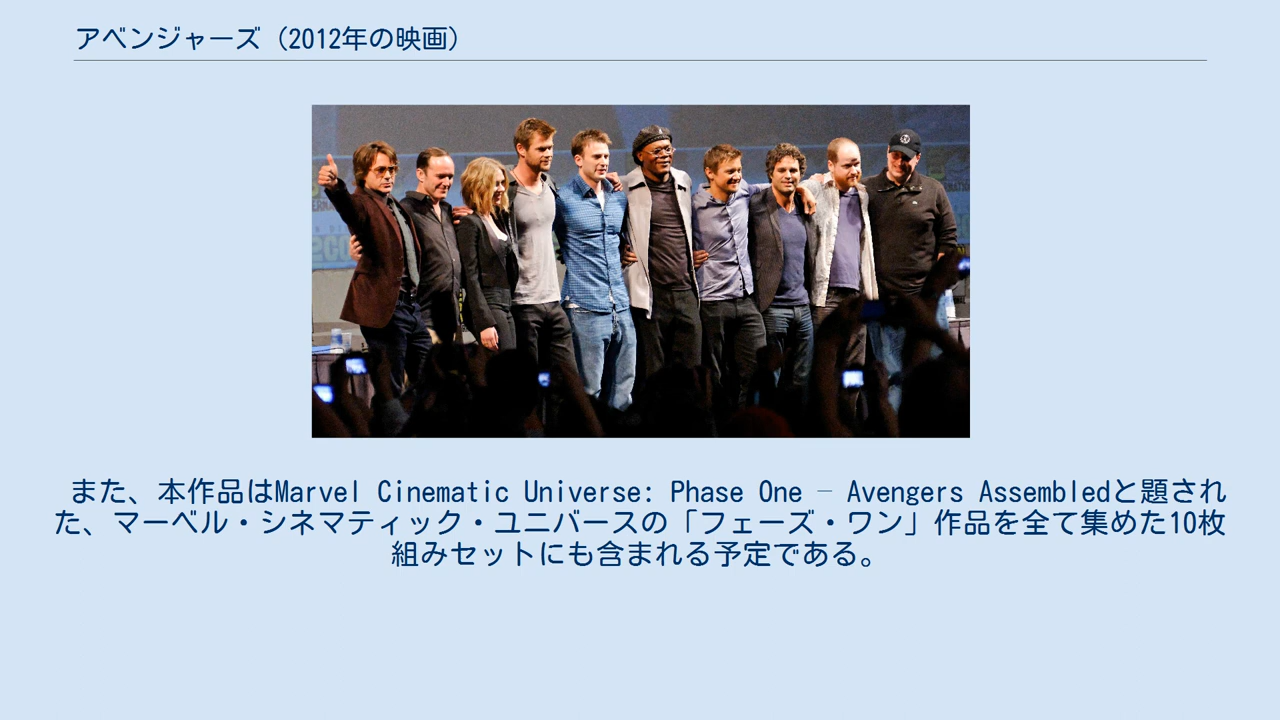 アベンジャーズ（2012年の映画）
また、本作品はMarvel Cinematic Universe: Phase One – Avengers Assembledと題され
た、マーベル・シネマティック・ユニバースの「フェーズ・ワン」作品を全て集めた10枚
組みセットにも含まれる予定である。